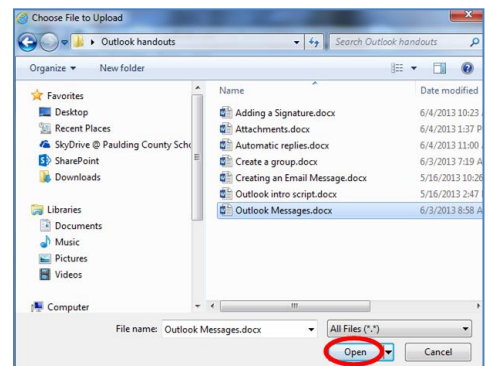 Choose File to Upload
Outlook handouts
Search Outlook handouts
Organize
New folder
Name
Date modified
Favorites
Desktop
Recent Places
SkyDrive @ Paulding County Scho
SharePoint
Downloads
Libraries
Documents
Music
Pictures
Videos
Computer
Adding a Signature.docx 6/4/2013 10:23
Attachments.docx 6/4/2013 1:37 P
Automatic replies.docx 6/4/2013 11:00
Create a group.docx 6/3/2013 7:19 A
Creating an Email Message.docx 5/16/2013 10:26
Outlook intro script.docx 5/16/2013 2:47
Outlook Messages.docx 6/3/2013 8:58 A
File name: Outlook Messages.docx
All Files (*.*)
Open
Cancel